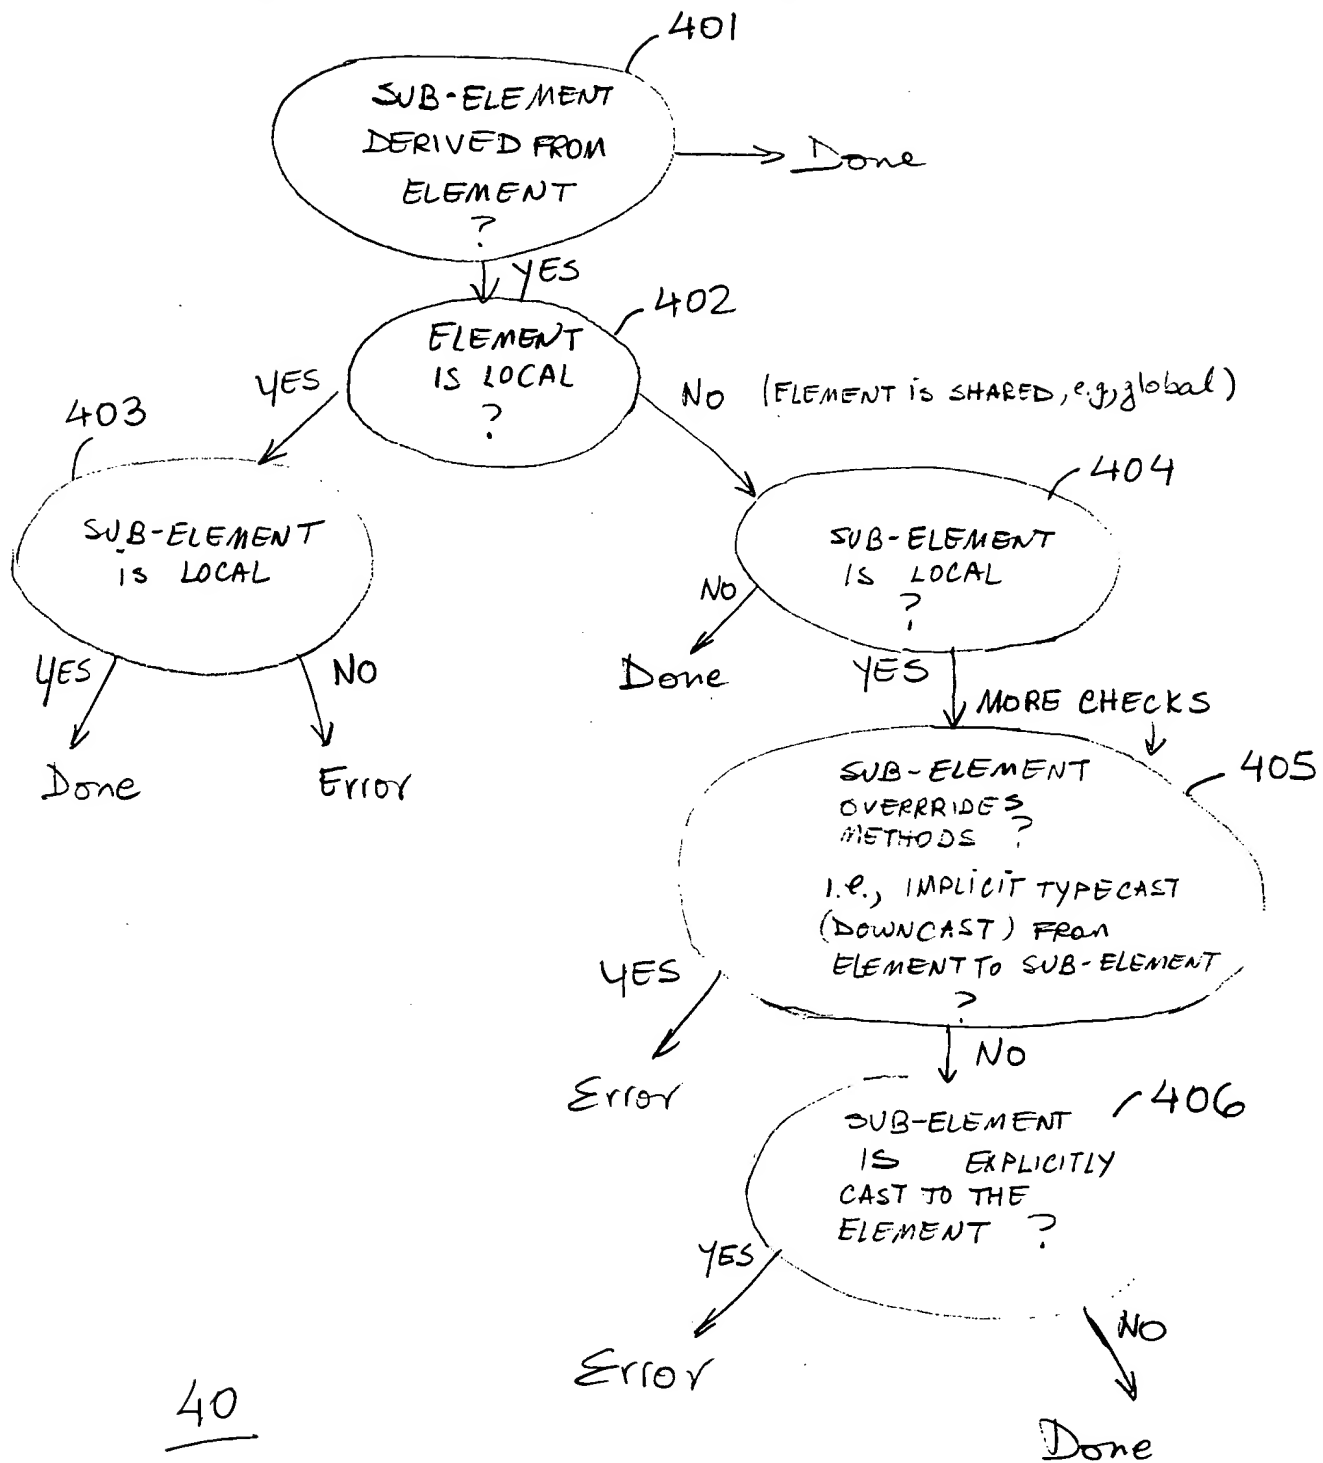 401
SUB-ELEMENT
DERIVED FROM
ELEMENT
?
Done
YES
402
ELEMENT
IS LOCAL
?
YES
NO (ELEMENT is SHARED, e.g, global)
403
404
SUB-ELEMENT
is LOCAL
SUB-ELEMENT
IS LOCAL
?
NO
YES
NO
Done
YES
MORE CHECKS
Done
Error
405
SUB-ELEMENT
OVERRRIDES
METHODS ?
i.e., IMPLICIT TYPECAST
(DOWNCAST) FROM
ELEMENT TO SUB-ELEMENT
?
YES
NO
Error
406
SUB-ELEMENT
IS EXPLICITLY
CAST TO THE
ELEMENT ?
YES
NO
Error
Done
40